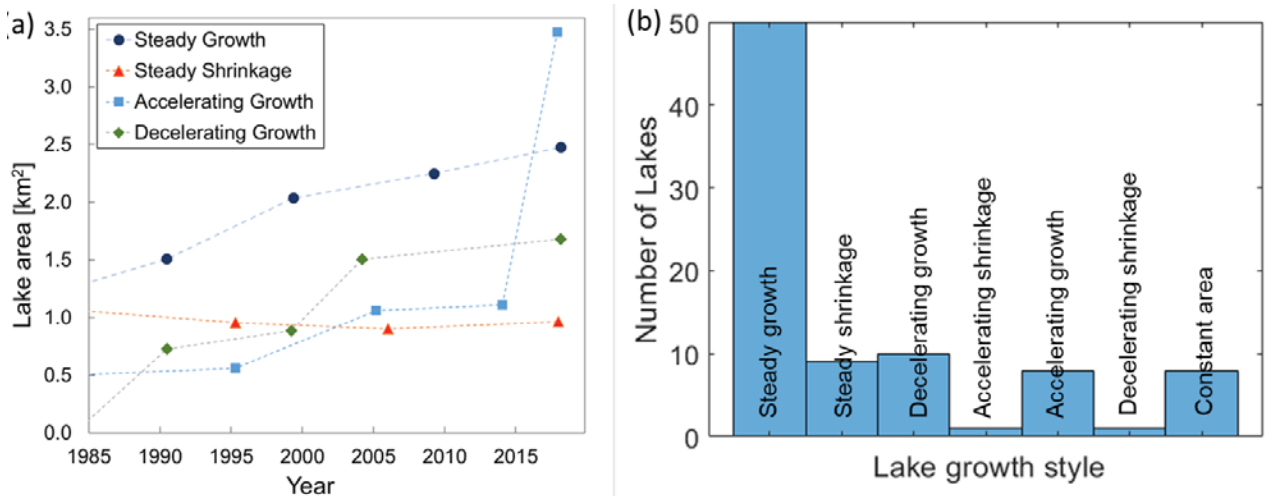 (a)
3.5
3.0
2.5
2.0
1.5
1.0
0.5
0.0
Lake area [km²]
Steady Growth
Steady Shrinkage
Accelerating Growth
Decelerating Growth
1985 1990 1995 2000 2005 2010 2015
Year
(b)
50
40
30
20
10
0
Number of Lakes
Steady growth
Steady shrinkage
Decelerating growth
Accelerating shrinkage
Accelerating growth
Decelerating shrinkage
Constant area
Lake growth style